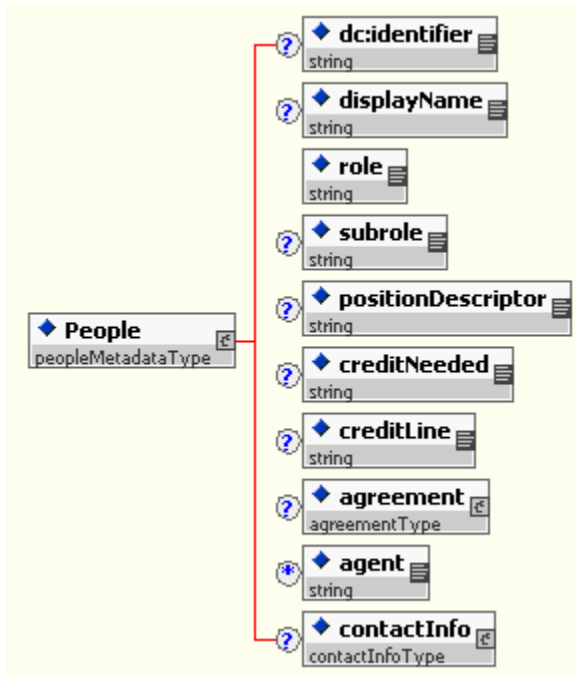 ? dc:identifier
string
? displayName
string
role
string
? subrole
string
? positionDescriptor
string
People
peopleMetadataType
? creditNeeded
string
? creditLine
string
? agreement
agreementType
* agent
string
? contactInfo
contactInfoType